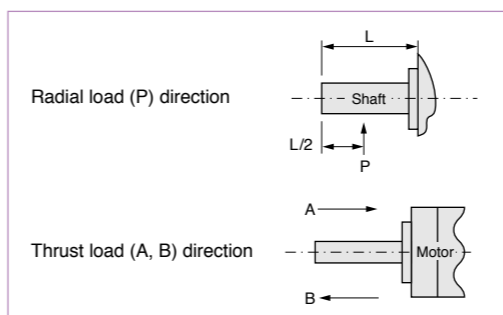 L
Radial load (P) direction
Shaft
L/2
P
A
Thrust load (A, B) direction
Motor
B